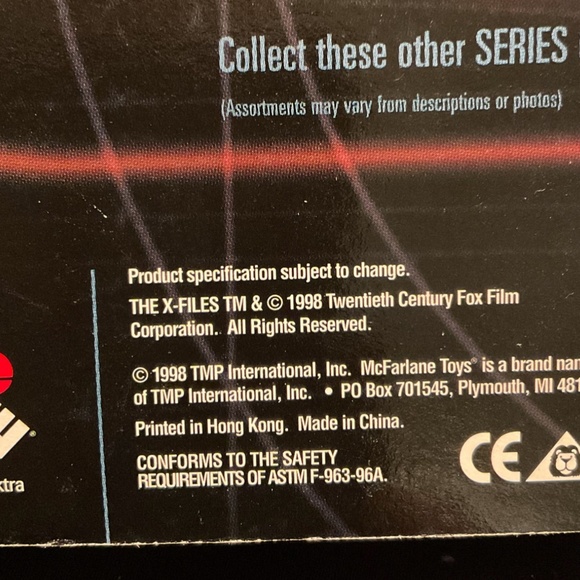 Collect these other SERIES
(Assortments may vary from descriptions or photos)
Product specification subject to change.
THE X-FILES TM & © 1998 Twentieth Century Fox Film
Corporation. All Rights Reserved.
© 1998 TMP International, Inc. McFarlane Toys® is a brand nam
of TMP International, Inc. • PO Box 701545, Plymouth, MI 481
Printed in Hong Kong. Made in China.
CONFORMS TO THE SAFETY
REQUIREMENTS OF ASTM F-963-96A.
CE
ktra